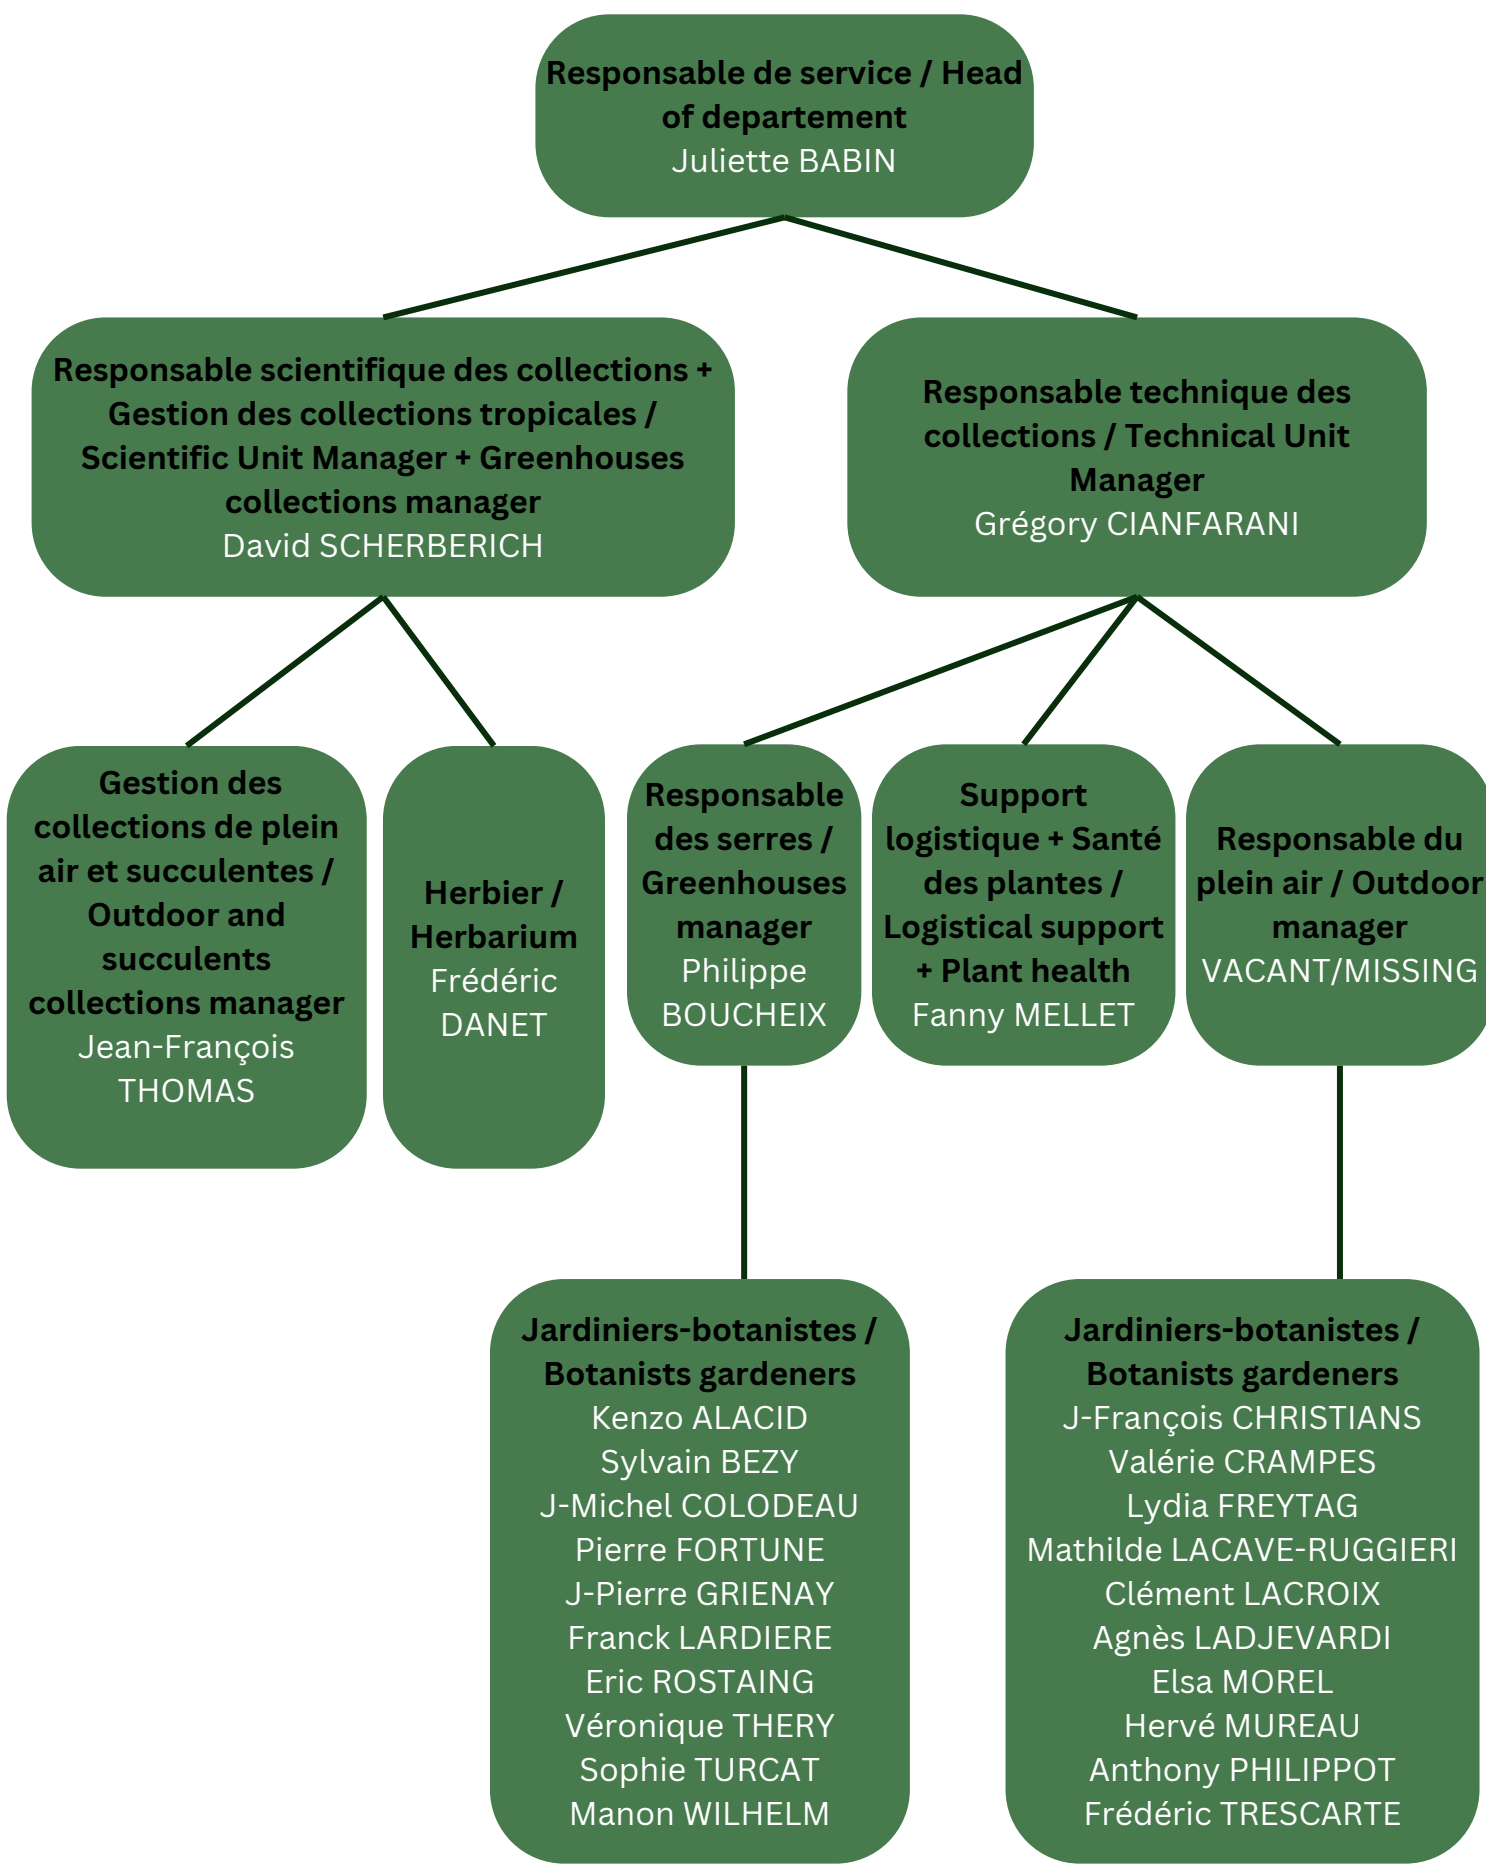 Responsable de service / Head
of departement
Juliette BABIN
Responsable scientifique des collections +
Gestion des collections tropicales /
Scientific Unit Manager + Greenhouses
collections manager
David SCHERBERICH
Responsable technique des
collections / Technical Unit
Manager
Grégory CIANFARANI
Gestion des
collections de plein
air et succulentes /
Outdoor and
succulents
collections manager
Jean-François
THOMAS
Herbier /
Herbarium
Frédéric
DANET
Responsable
des serres /
Greenhouses
manager
Philippe
BOUCHEIX
Support
logistique + Santé
des plantes /
Logistical support
+ Plant health
Fanny MELLET
Responsable du
plein air / Outdoor
manager
VACANT/MISSING
Jardiniers-botanistes /
Botanists gardeners
Kenzo ALACID
Sylvain BEZY
J-Michel COLODEAU
Pierre FORTUNE
J-Pierre GRIENAY
Franck LARDIERE
Eric ROSTAING
Véronique THERY
Sophie TURCAT
Manon WILHELM
Jardiniers-botanistes /
Botanists gardeners
J-François CHRISTIANS
Valérie CRAMPES
Lydia FREYTAG
Mathilde LACAVE-RUGGIERI
Clément LACROIX
Agnès LADJEVARDI
Elsa MOREL
Hervé MUREAU
Anthony PHILIPPOT
Frédéric TRESCARTE